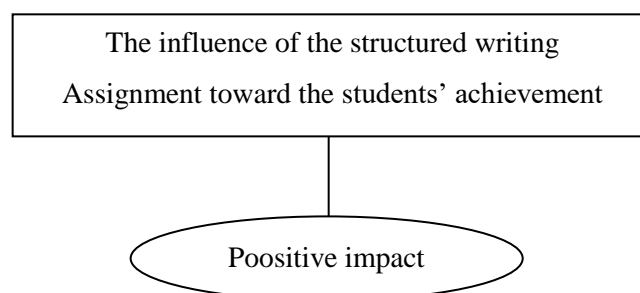 The influence of the structured writing
Assignment toward the students’ achievement
Poositive impact